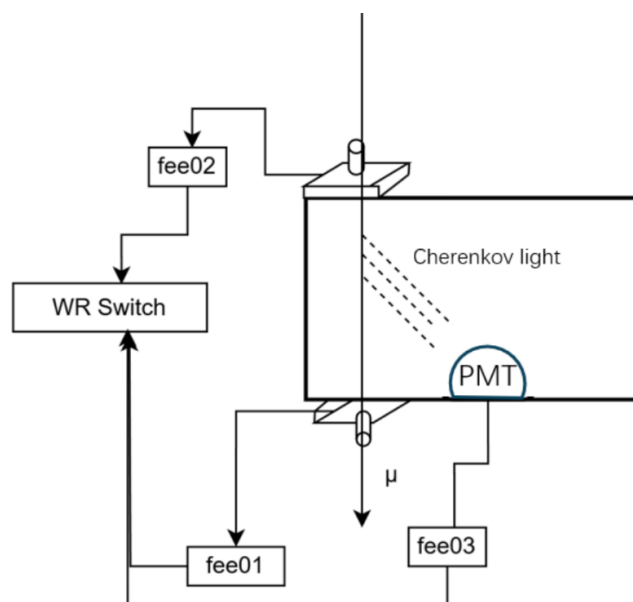 fee02
Cherenkov light
WR Switch
PMT
μ
fee03
fee01